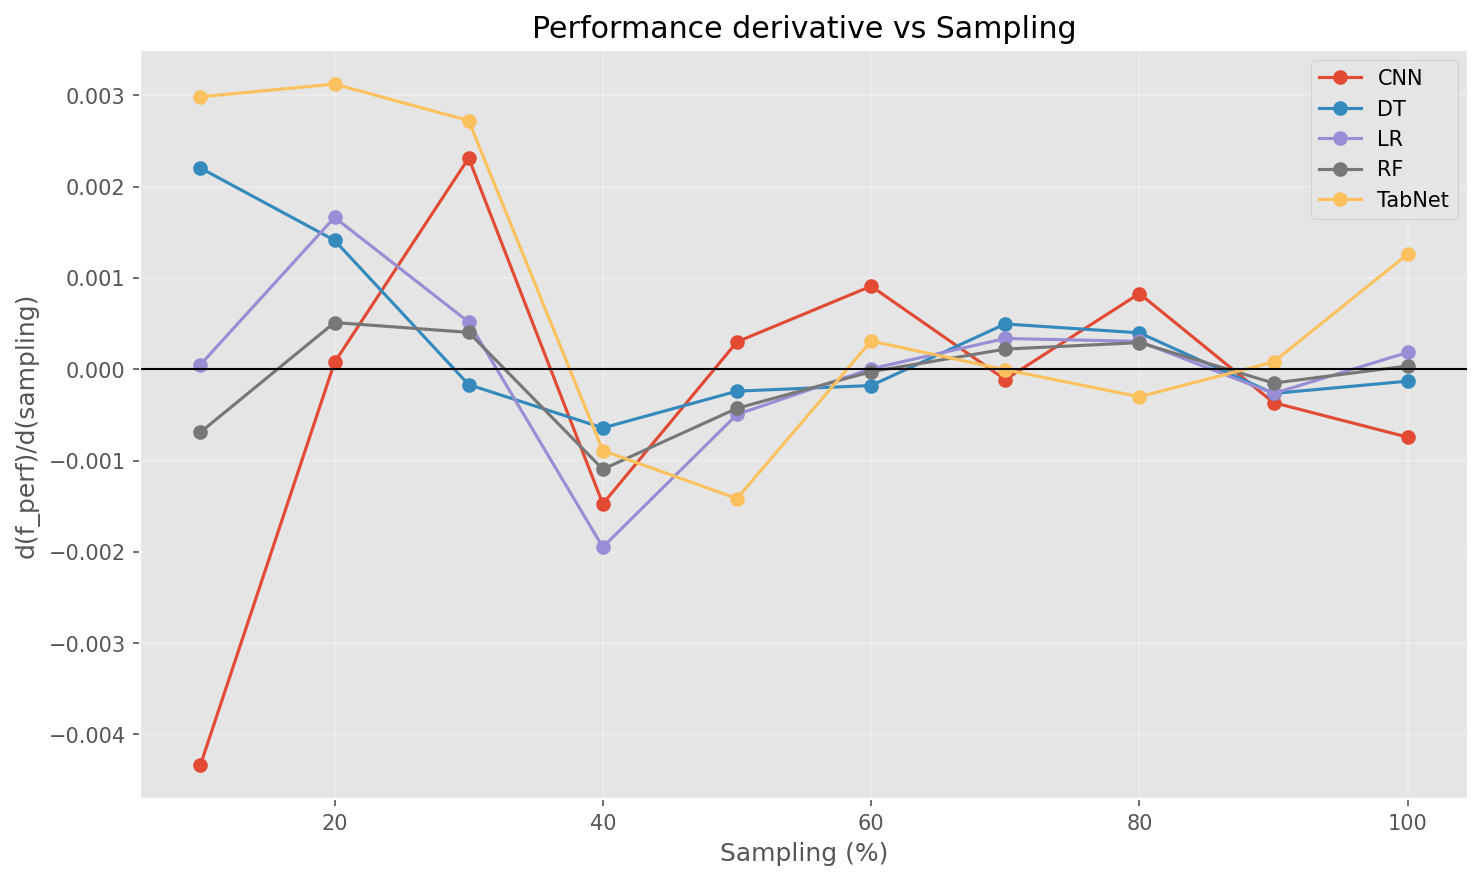 Performance derivative vs Sampling
CNN
DT
LR
RF
TabNet
d(f_perf)/d(sampling)
0.003
0.002
0.001
0.000
−0.001
−0.002
−0.003
−0.004
20 40 60 80 100
Sampling (%)